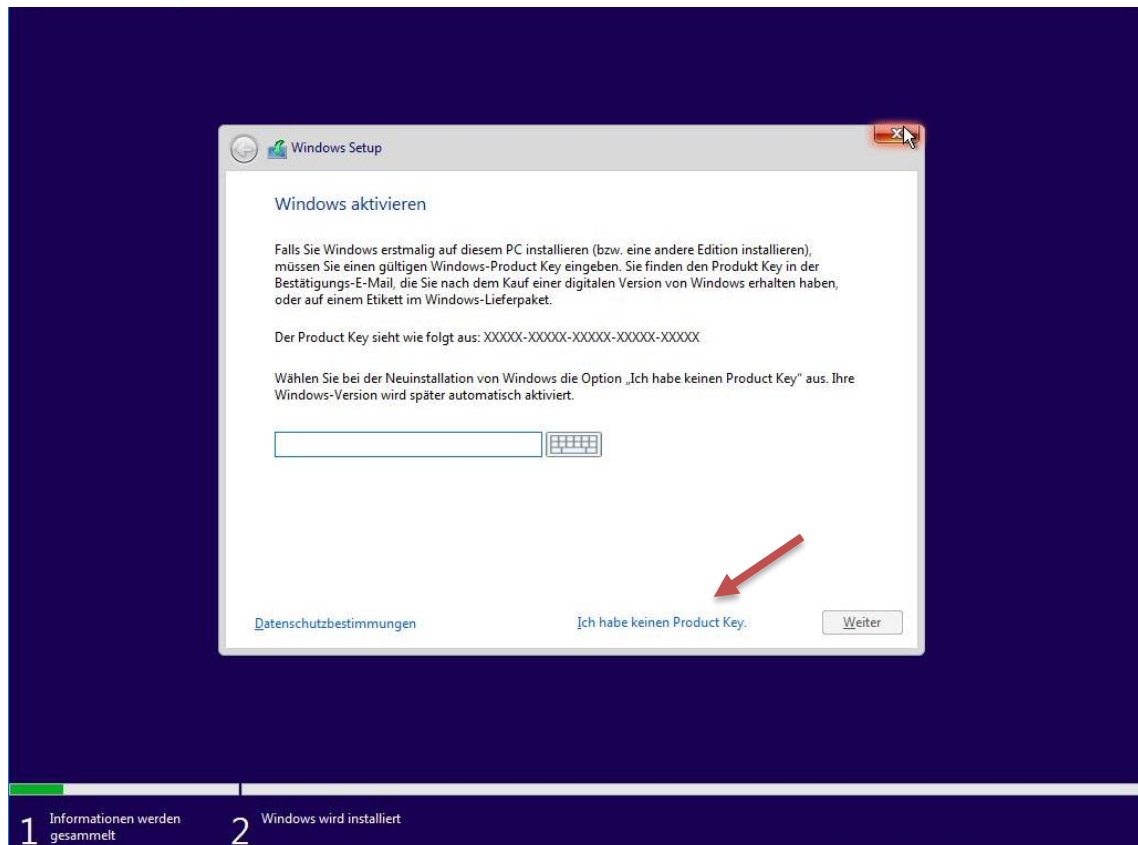 Windows Setup
Windows aktivieren
Falls Sie Windows erstmalig auf diesem PC installieren (bzw. eine andere Edition installieren),
müssen Sie einen gültigen Windows-Product Key eingeben. Sie finden den Produkt Key in der
Bestätigungs-E-Mail, die Sie nach dem Kauf einer digitalen Version von Windows erhalten haben,
oder auf einem Etikett im Windows-Lieferpaket.
Der Product Key sieht wie folgt aus: XXXXX-XXXXX-XXXXX-XXXXX-XXXXX
Wählen Sie bei der Neuinstallation von Windows die Option „Ich habe keinen Product Key“ aus. Ihre
Windows-Version wird später automatisch aktiviert.
Datenschutzbestimmungen
Ich habe keinen Product Key.
Weiter
1 Informationen werden
gesammelt
2 Windows wird installiert